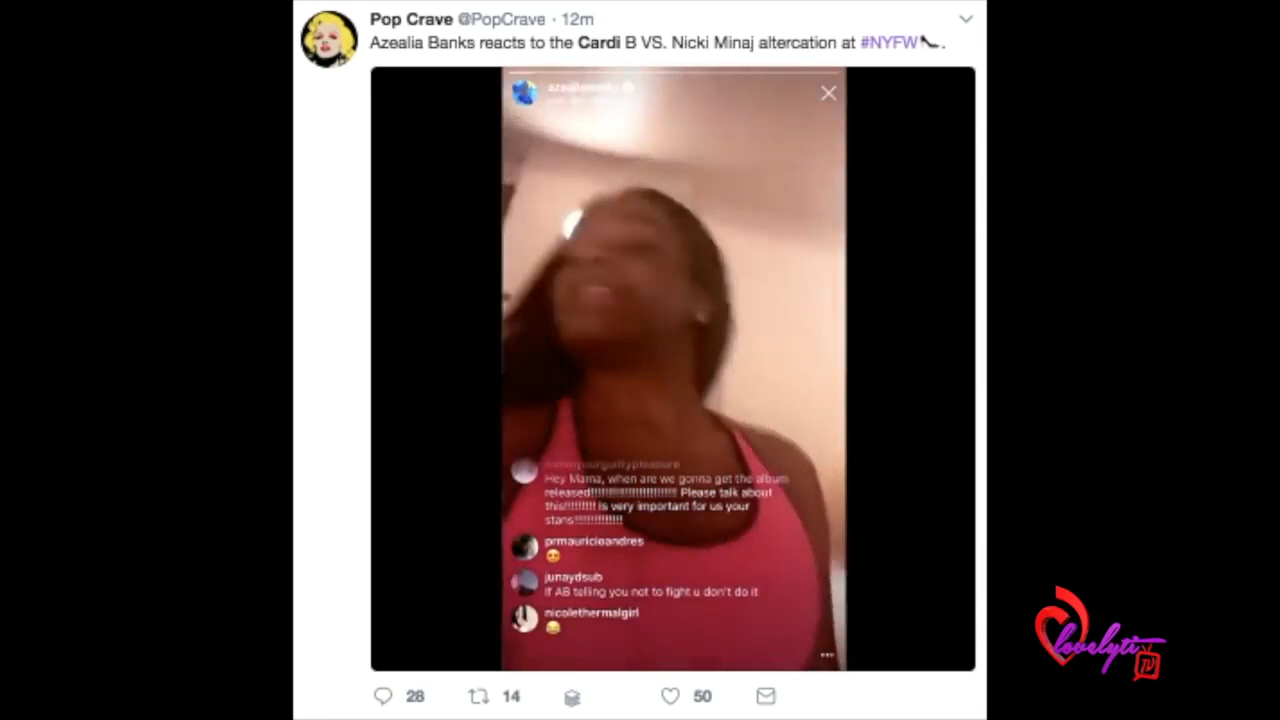 Pop Crave @PopCrave · 12m
Azealia Banks reacts to the Cardi B VS. Nicki Minaj altercation at #NYFW👠.
Hey Mama, when are we gonna get the album
released!!!!!!!!!!!!!!!!!!!!!!!! Please talk about
this!!!!!!!!! Is very important for us your
stans!!!!!!!!!!!!!
prmauricioandres
😍
junaydsub
If AB telling you not to fight u don't do it
nicolethermalgirl
😂
28 14 50
lovelyti
TV